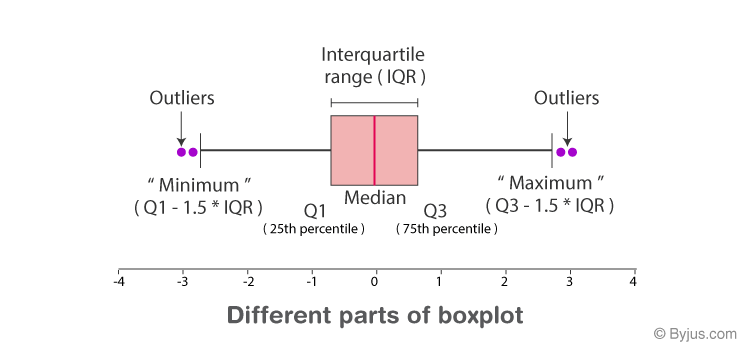 Interquartile
range ( IQR )
Outliers
Outliers
“ Minimum ”
( Q1 - 1.5 * IQR )
Median
“ Maximum ”
( Q3 - 1.5 * IQR )
Q1
( 25th percentile )
Q3
( 75th percentile )
-4 -3 -2 -1 0 1 2 3 4
Different parts of boxplot
© Byjus.com